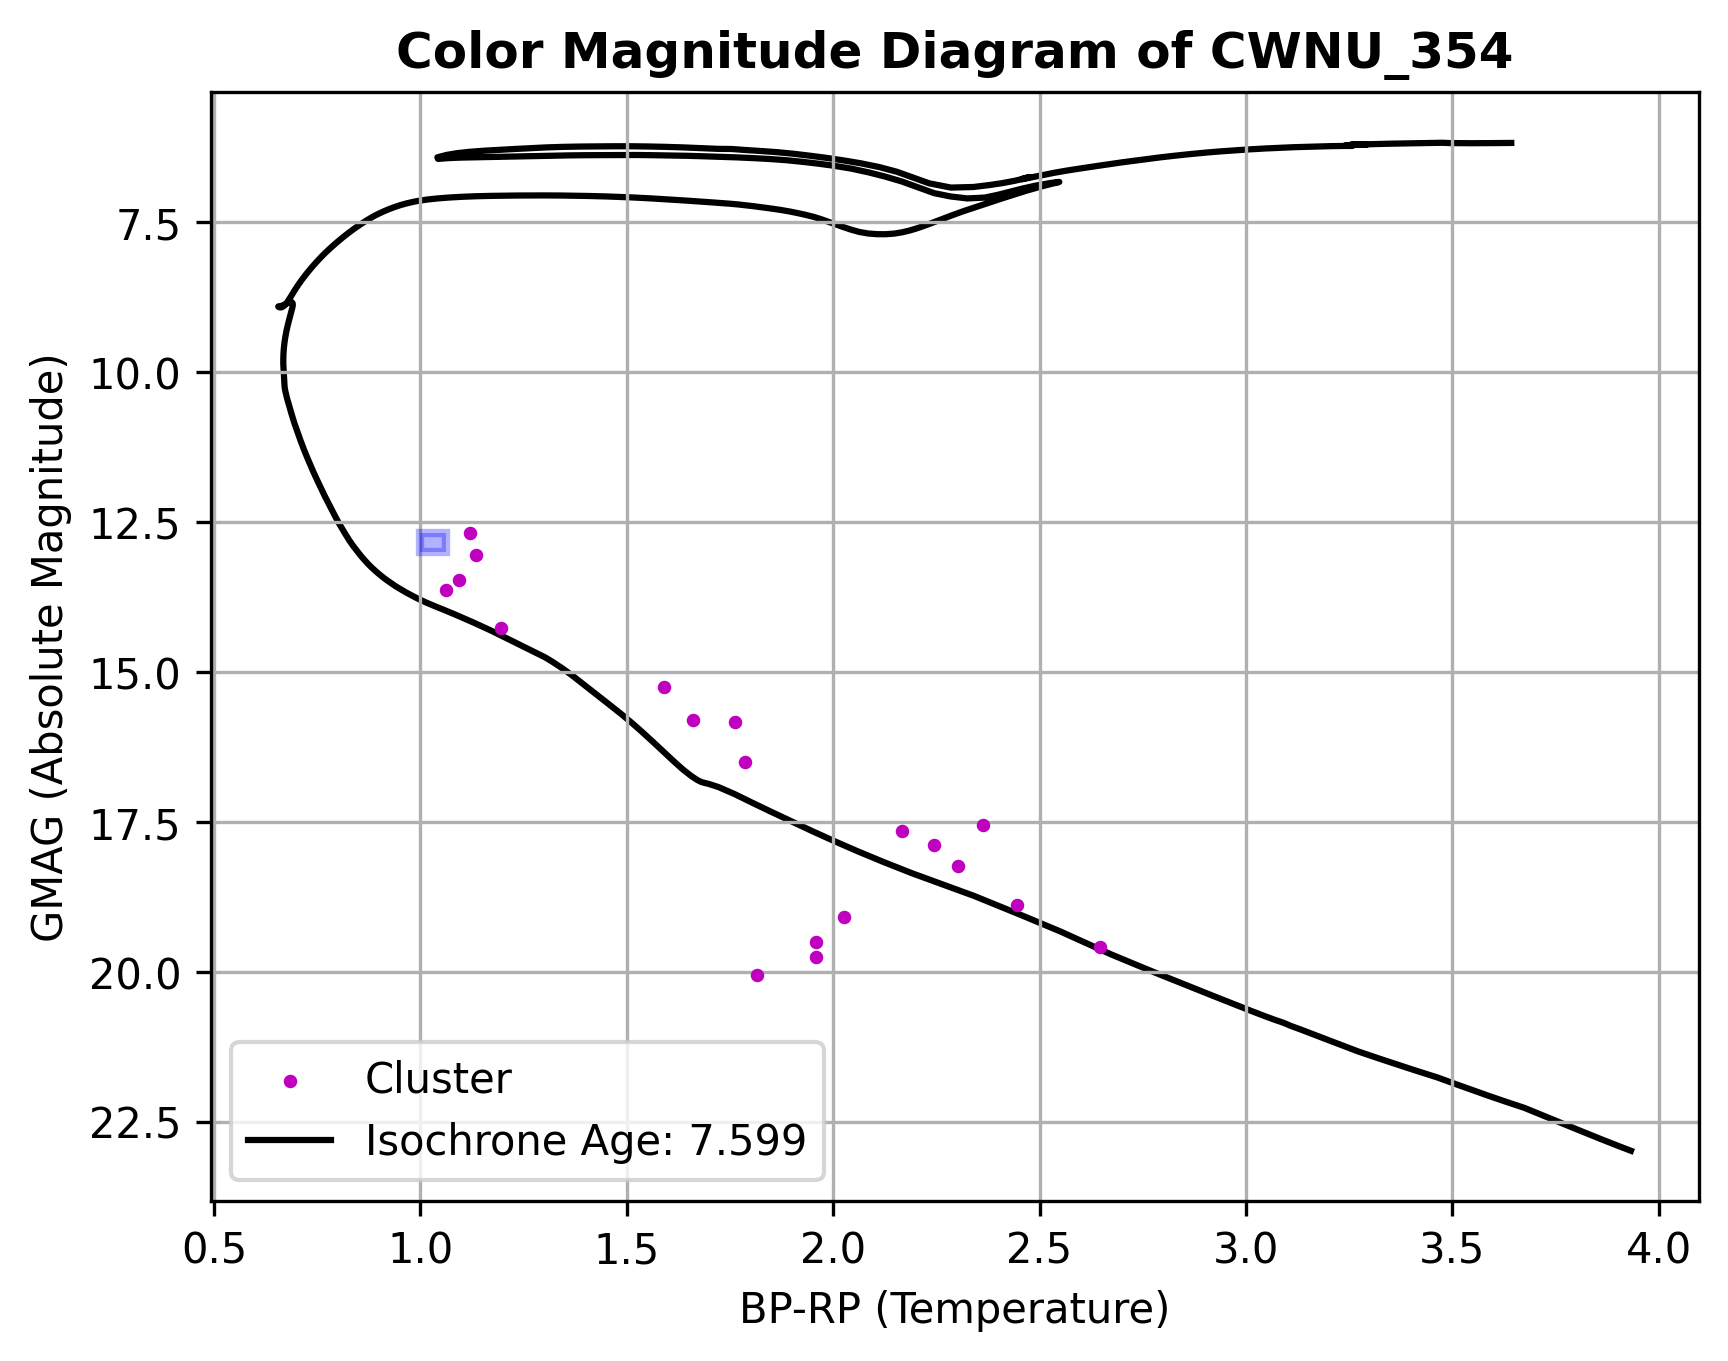 Color Magnitude Diagram of CWNU_354
GMAG (Absolute Magnitude)
7.5
10.0
12.5
15.0
17.5
20.0
22.5
Cluster
Isochrone Age: 7.599
0.5 1.0 1.5 2.0 2.5 3.0 3.5 4.0
BP-RP (Temperature)